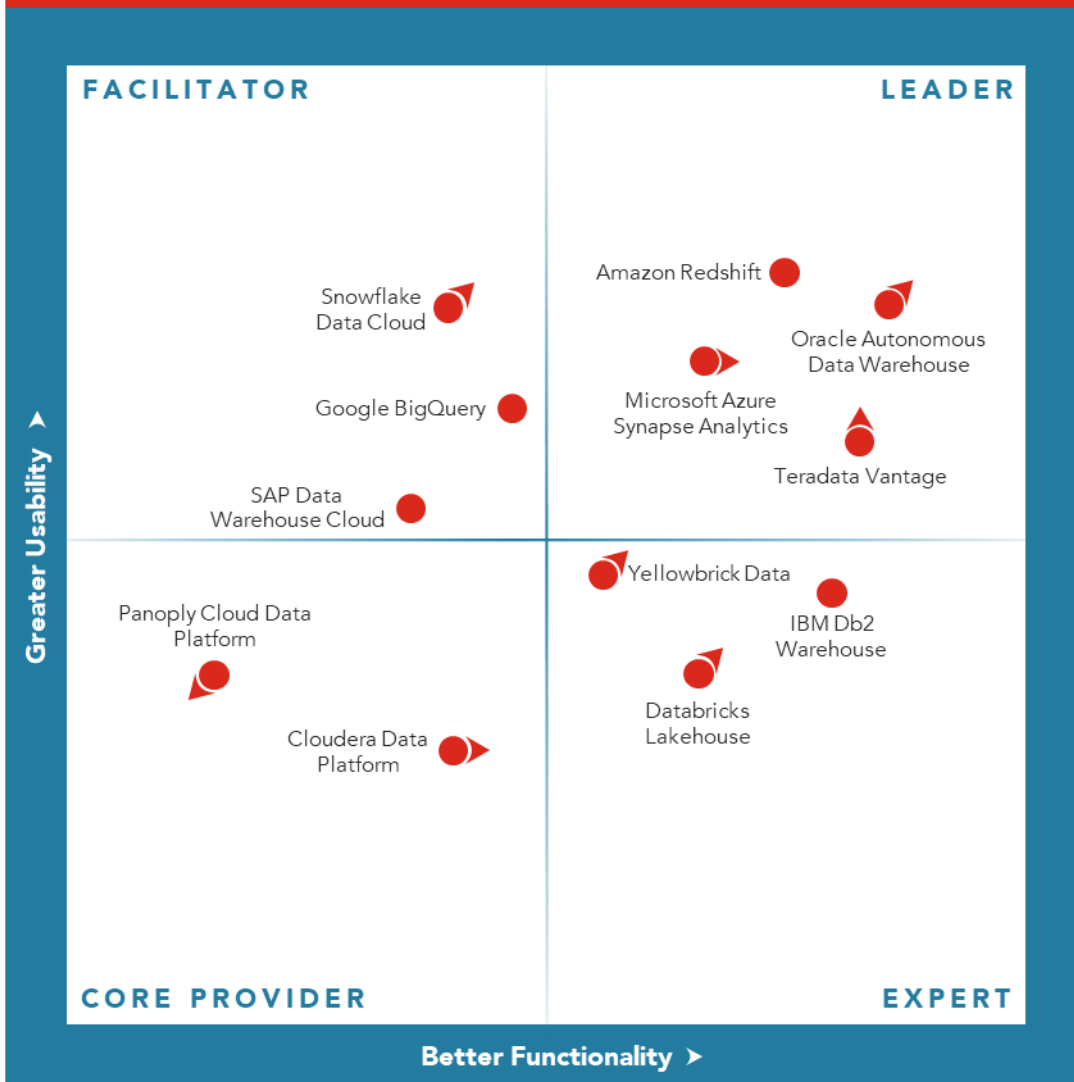 FACILITATOR
LEADER
Amazon Redshift
Snowflake
Data Cloud
Oracle Autonomous
Data Warehouse
Microsoft Azure
Synapse Analytics
Google BigQuery
Teradata Vantage
SAP Data
Warehouse Cloud
Greater Usability
Yellowbrick Data
IBM Db2
Warehouse
Panoply Cloud Data
Platform
Databricks
Lakehouse
Cloudera Data
Platform
CORE PROVIDER
EXPERT
Better Functionality